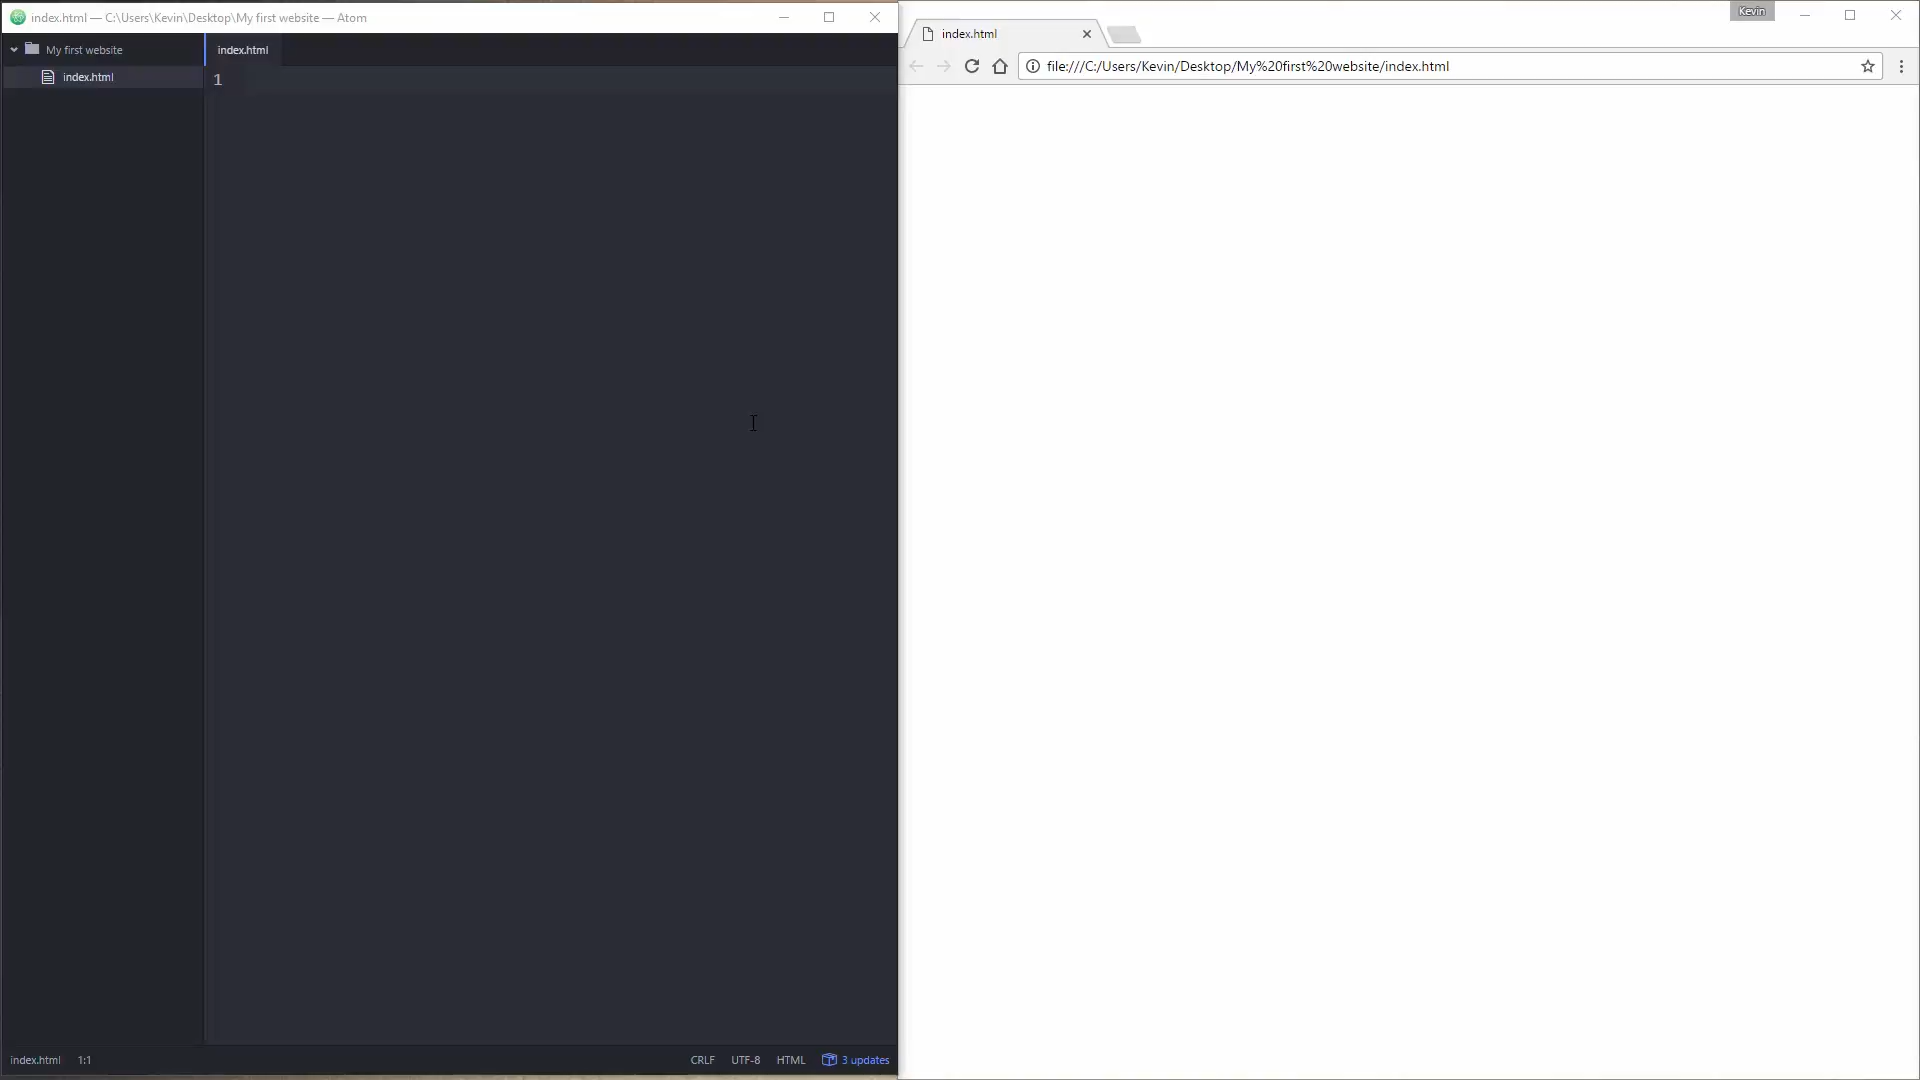 index.html — C:\Users\Kevin\Desktop\My first website — Atom
My first website
index.html
index.html
1
index.html 1:1
CRLF UTF-8 HTML 3 updates
Kevin
index.html
file:///C:/Users/Kevin/Desktop/My%20first%20website/index.html